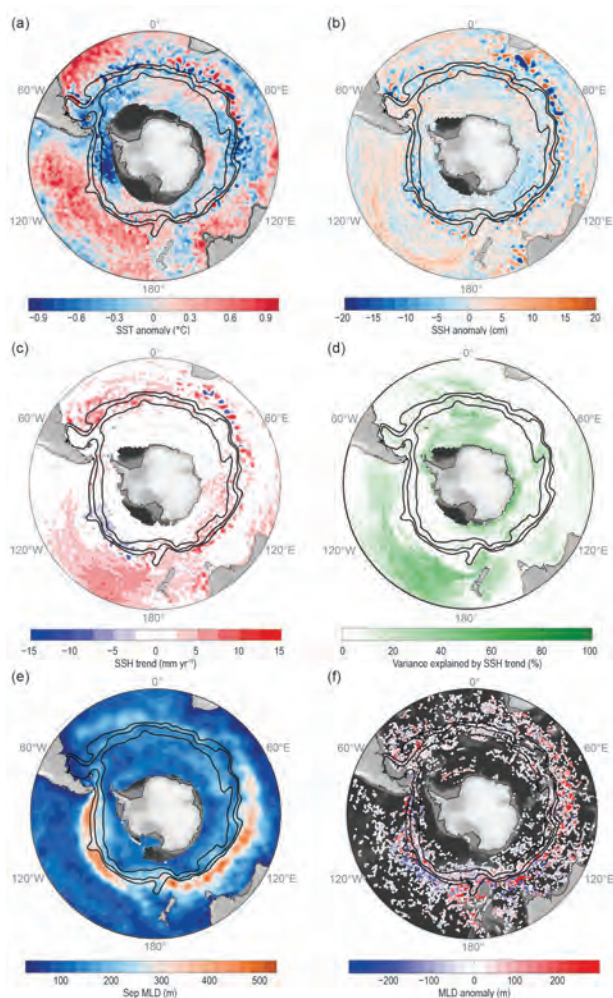 (a) (b)
0° 0°
60°W 60°E 60°W 60°E
120°W 120°E 120°W 120°E
180° 180°
−0.9 −0.6 −0.3 0 0.3 0.6 0.9 −20 −15 −10 −5 0 5 10 15 20
SST anomaly (°C) SSH anomaly (cm)
(c) (d)
0° 0°
60°W 60°E 60°W 60°E
120°W 120°E 120°W 120°E
180° 180°
−15 −10 −5 0 5 10 15 0 20 40 60 80 100
SSH trend (mm yr⁻¹) Variance explained by SSH trend (%)
(e) (f)
0° 0°
60°W 60°E 60°W 60°E
120°W 120°E 120°W 120°E
180° 180°
100 200 300 400 500 −200 −100 0 100 200
Sep MLD (m) MLD anomaly (m)